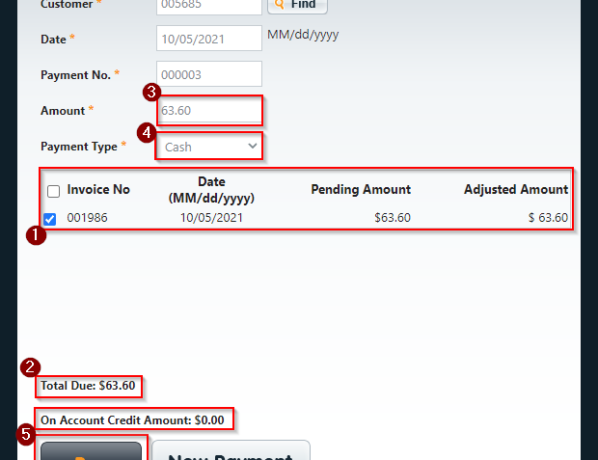 Customer * 005685 Find
Date * 10/05/2021 MM/dd/yyyy
Payment No. * 000003
3
Amount * 63.60
4
Payment Type * Cash
Invoice No Date (MM/dd/yyyy) Pending Amount Adjusted Amount
001986 10/05/2021 $63.60 $ 63.60
1
2
Total Due: $63.60
On Account Credit Amount: $0.00
5
New Payment